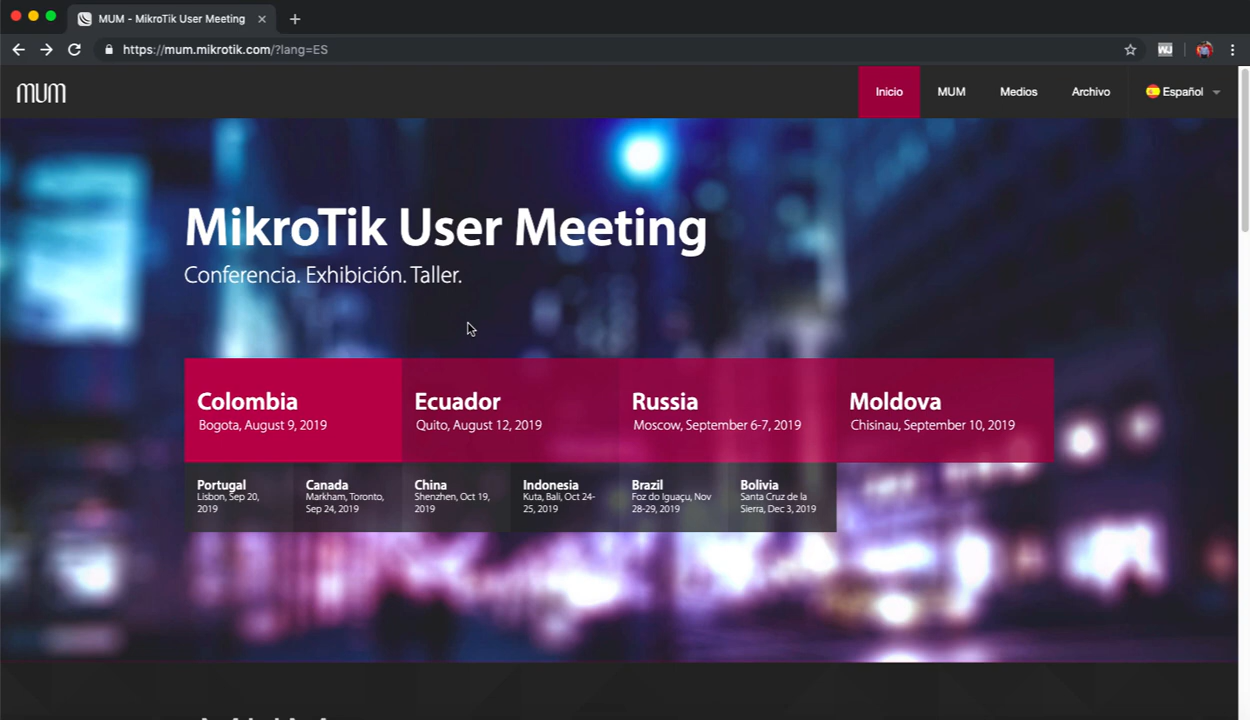 MUM - MikroTik User Meeting
https://mum.mikrotik.com/?lang=ES
MUM
Inicio
MUM
Medios
Archivo
Español
MikroTik User Meeting
Conferencia. Exhibición. Taller.
Colombia
Bogota, August 9, 2019
Ecuador
Quito, August 12, 2019
Russia
Moscow, September 6-7, 2019
Moldova
Chisinau, September 10, 2019
Portugal
Lisbon, Sep 20,
2019
Canada
Markham, Toronto,
Sep 24, 2019
China
Shenzhen, Oct 19,
2019
Indonesia
Kuta, Bali, Oct 24-
25, 2019
Brazil
Foz do Iguaçu, Nov
28-29, 2019
Bolivia
Santa Cruz de la
Sierra, Dec 3, 2019